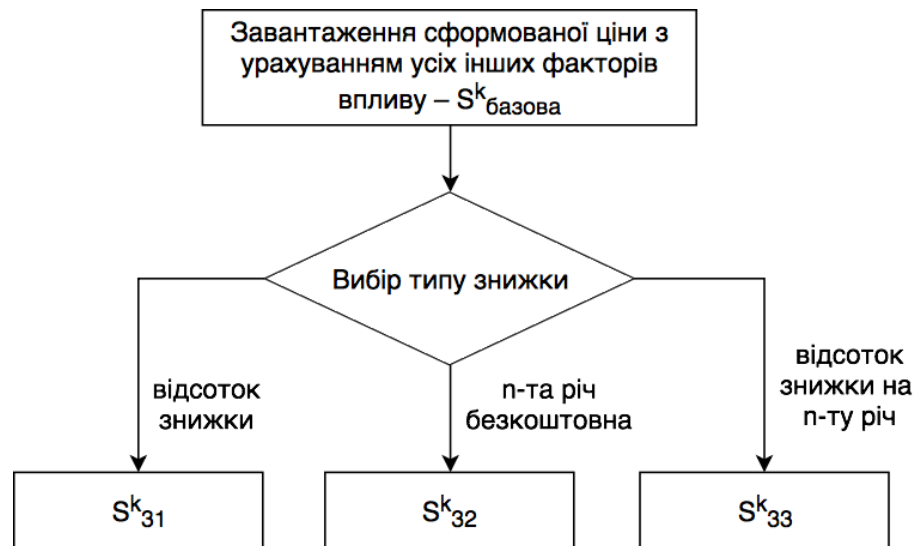 Завантаження сформованої ціни з
урахуванням усіх інших факторів
впливу – Sᵏбазова
Вибір типу знижки
відсоток
знижки
n-та річ
безкоштовна
відсоток
знижки на
n-ту річ
Sᵏ31
Sᵏ32
Sᵏ33